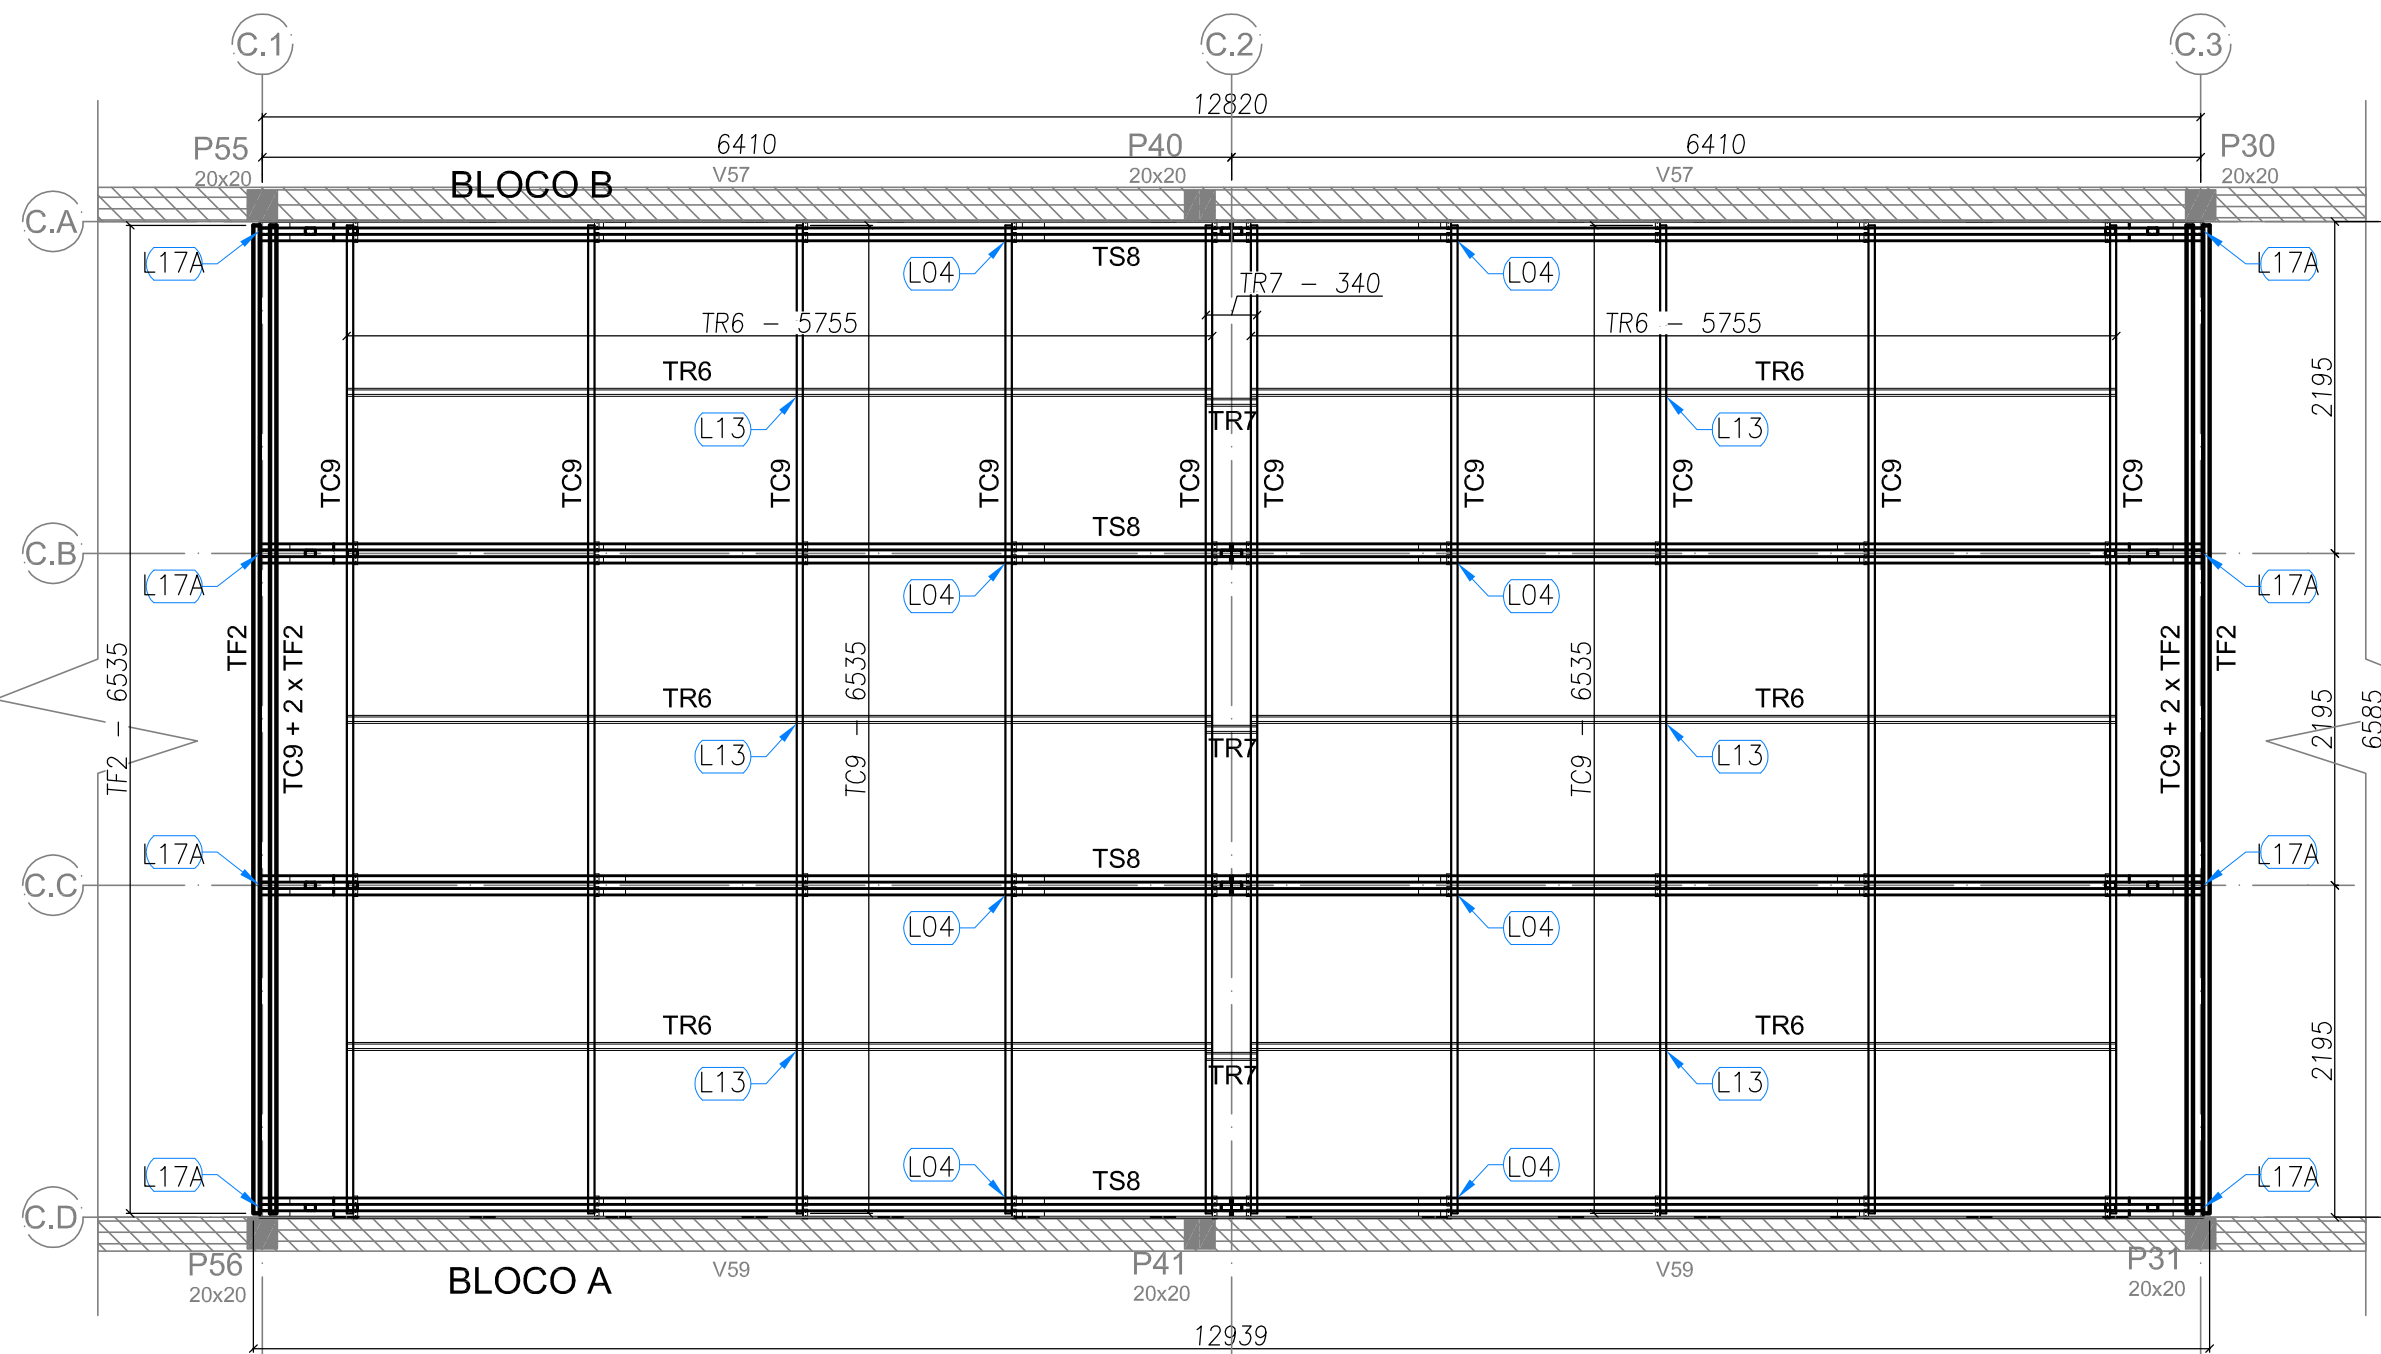 C.1
C.2
C.3
12820
6410
6410
P55
20x20
P40
20x20
P30
20x20
BLOCO B
V57
V57
C.A
L17A
L04
TS8
L04
L17A
TR7 - 340
TR6 - 5755
TR6 - 5755
TR6
TR6
2195
L13
TR7
L13
TC9
TC9
TC9
TC9
TC9
TC9
TC9
TC9
TC9
TC9
TS8
C.B
L17A
L04
L04
L17A
TF2 - 6535
TF2
TC9 + 2 x TF2
TR6
TC9 - 6535
TC9 - 6535
TR6
TC9 + 2 x TF2
TF2
2195
6585
L13
TR7
L13
TS8
C.C
L17A
L04
L04
L17A
TR6
TR6
2195
L13
TR7
L13
L17A
L04
TS8
L04
L17A
C.D
P56
20x20
BLOCO A
V59
P41
20x20
V59
P31
20x20
12939